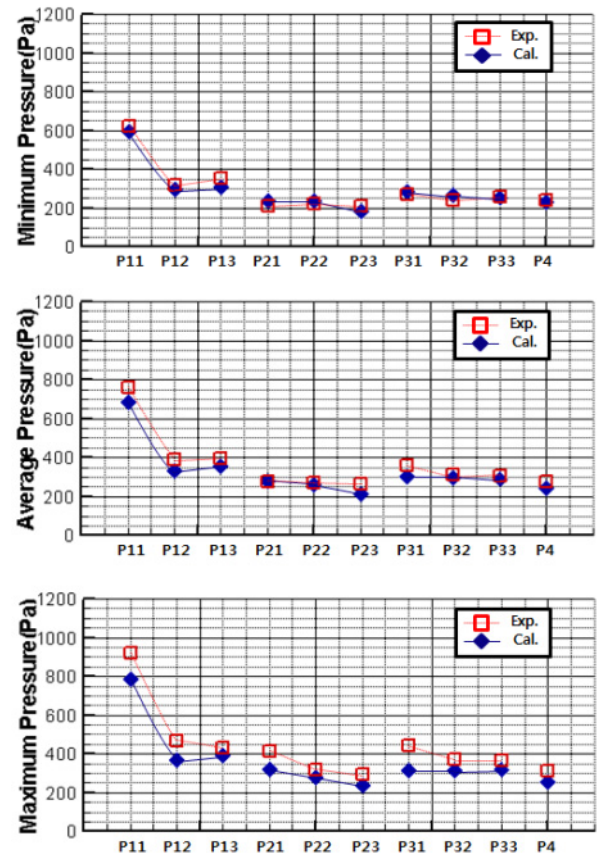 1200
1000
800
600
400
200
0
Minimum Pressure(Pa)
Exp.
Cal.
P11 P12 P13 P21 P22 P23 P31 P32 P33 P4
1200
1000
800
600
400
200
0
Average Pressure(Pa)
Exp.
Cal.
P11 P12 P13 P21 P22 P23 P31 P32 P33 P4
1200
1000
800
600
400
200
0
Maximum Pressure(Pa)
Exp.
Cal.
P11 P12 P13 P21 P22 P23 P31 P32 P33 P4